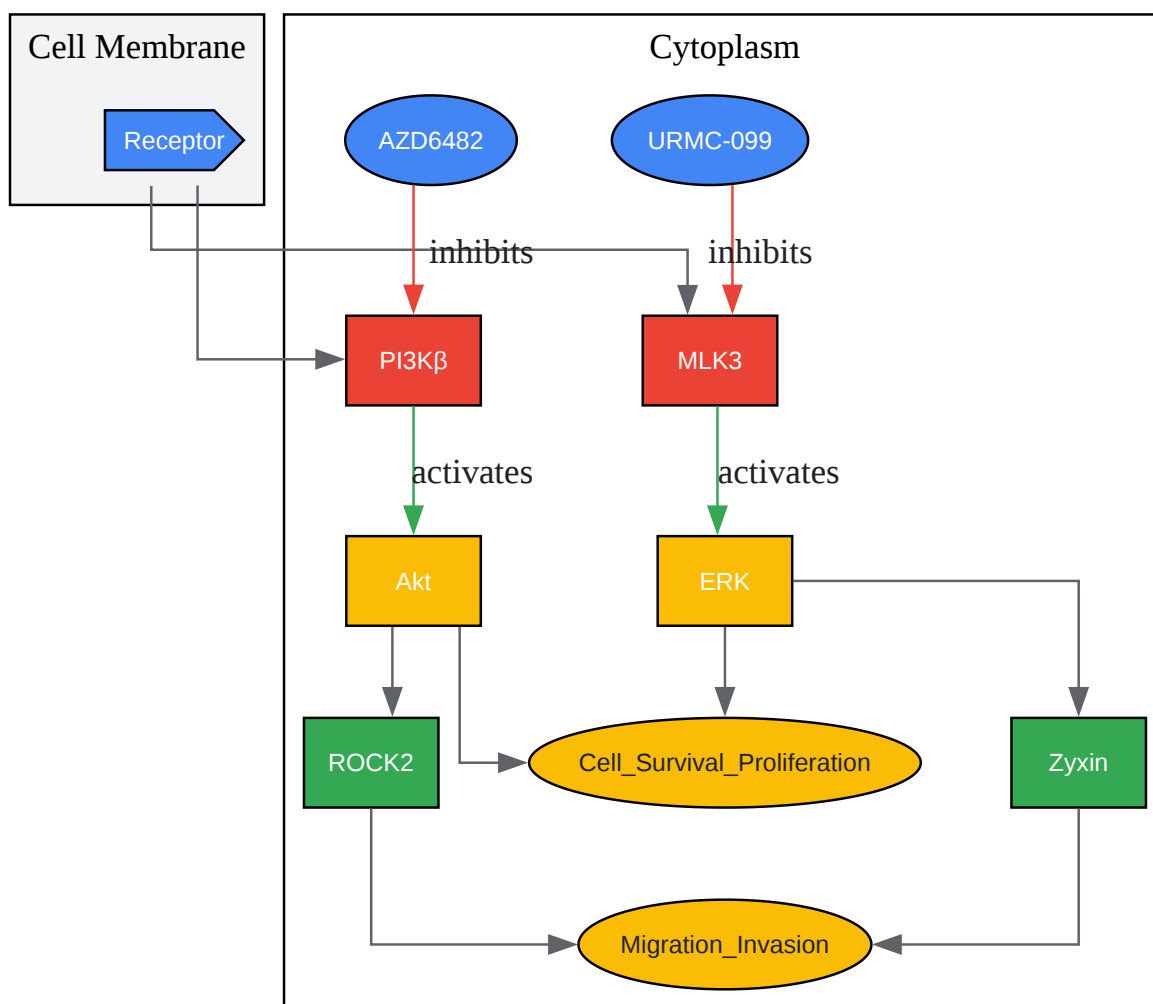 Cell Membrane
Cytoplasm
Receptor
AZD6482
URMC-099
inhibits
inhibits
PI3Kβ
MLK3
activates
activates
Akt
ERK
ROCK2
Cell_Survival_Proliferation
Zyxin
Migration_Invasion